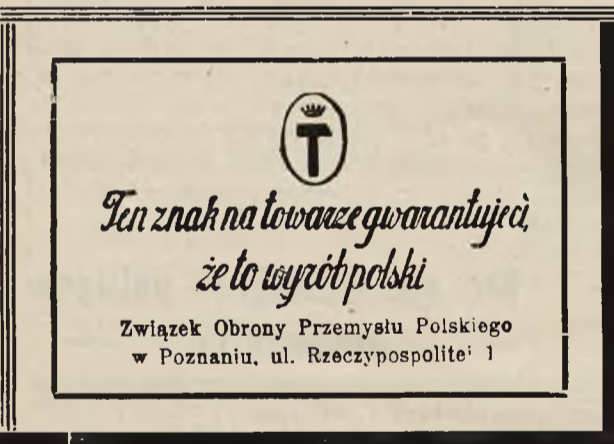 T
Ten znak na towarze gwarantuje ci,
że to wyrób polski
Związek Obrony Przemysłu Polskiego
w Poznaniu, ul. Rzeczypospolitej 1